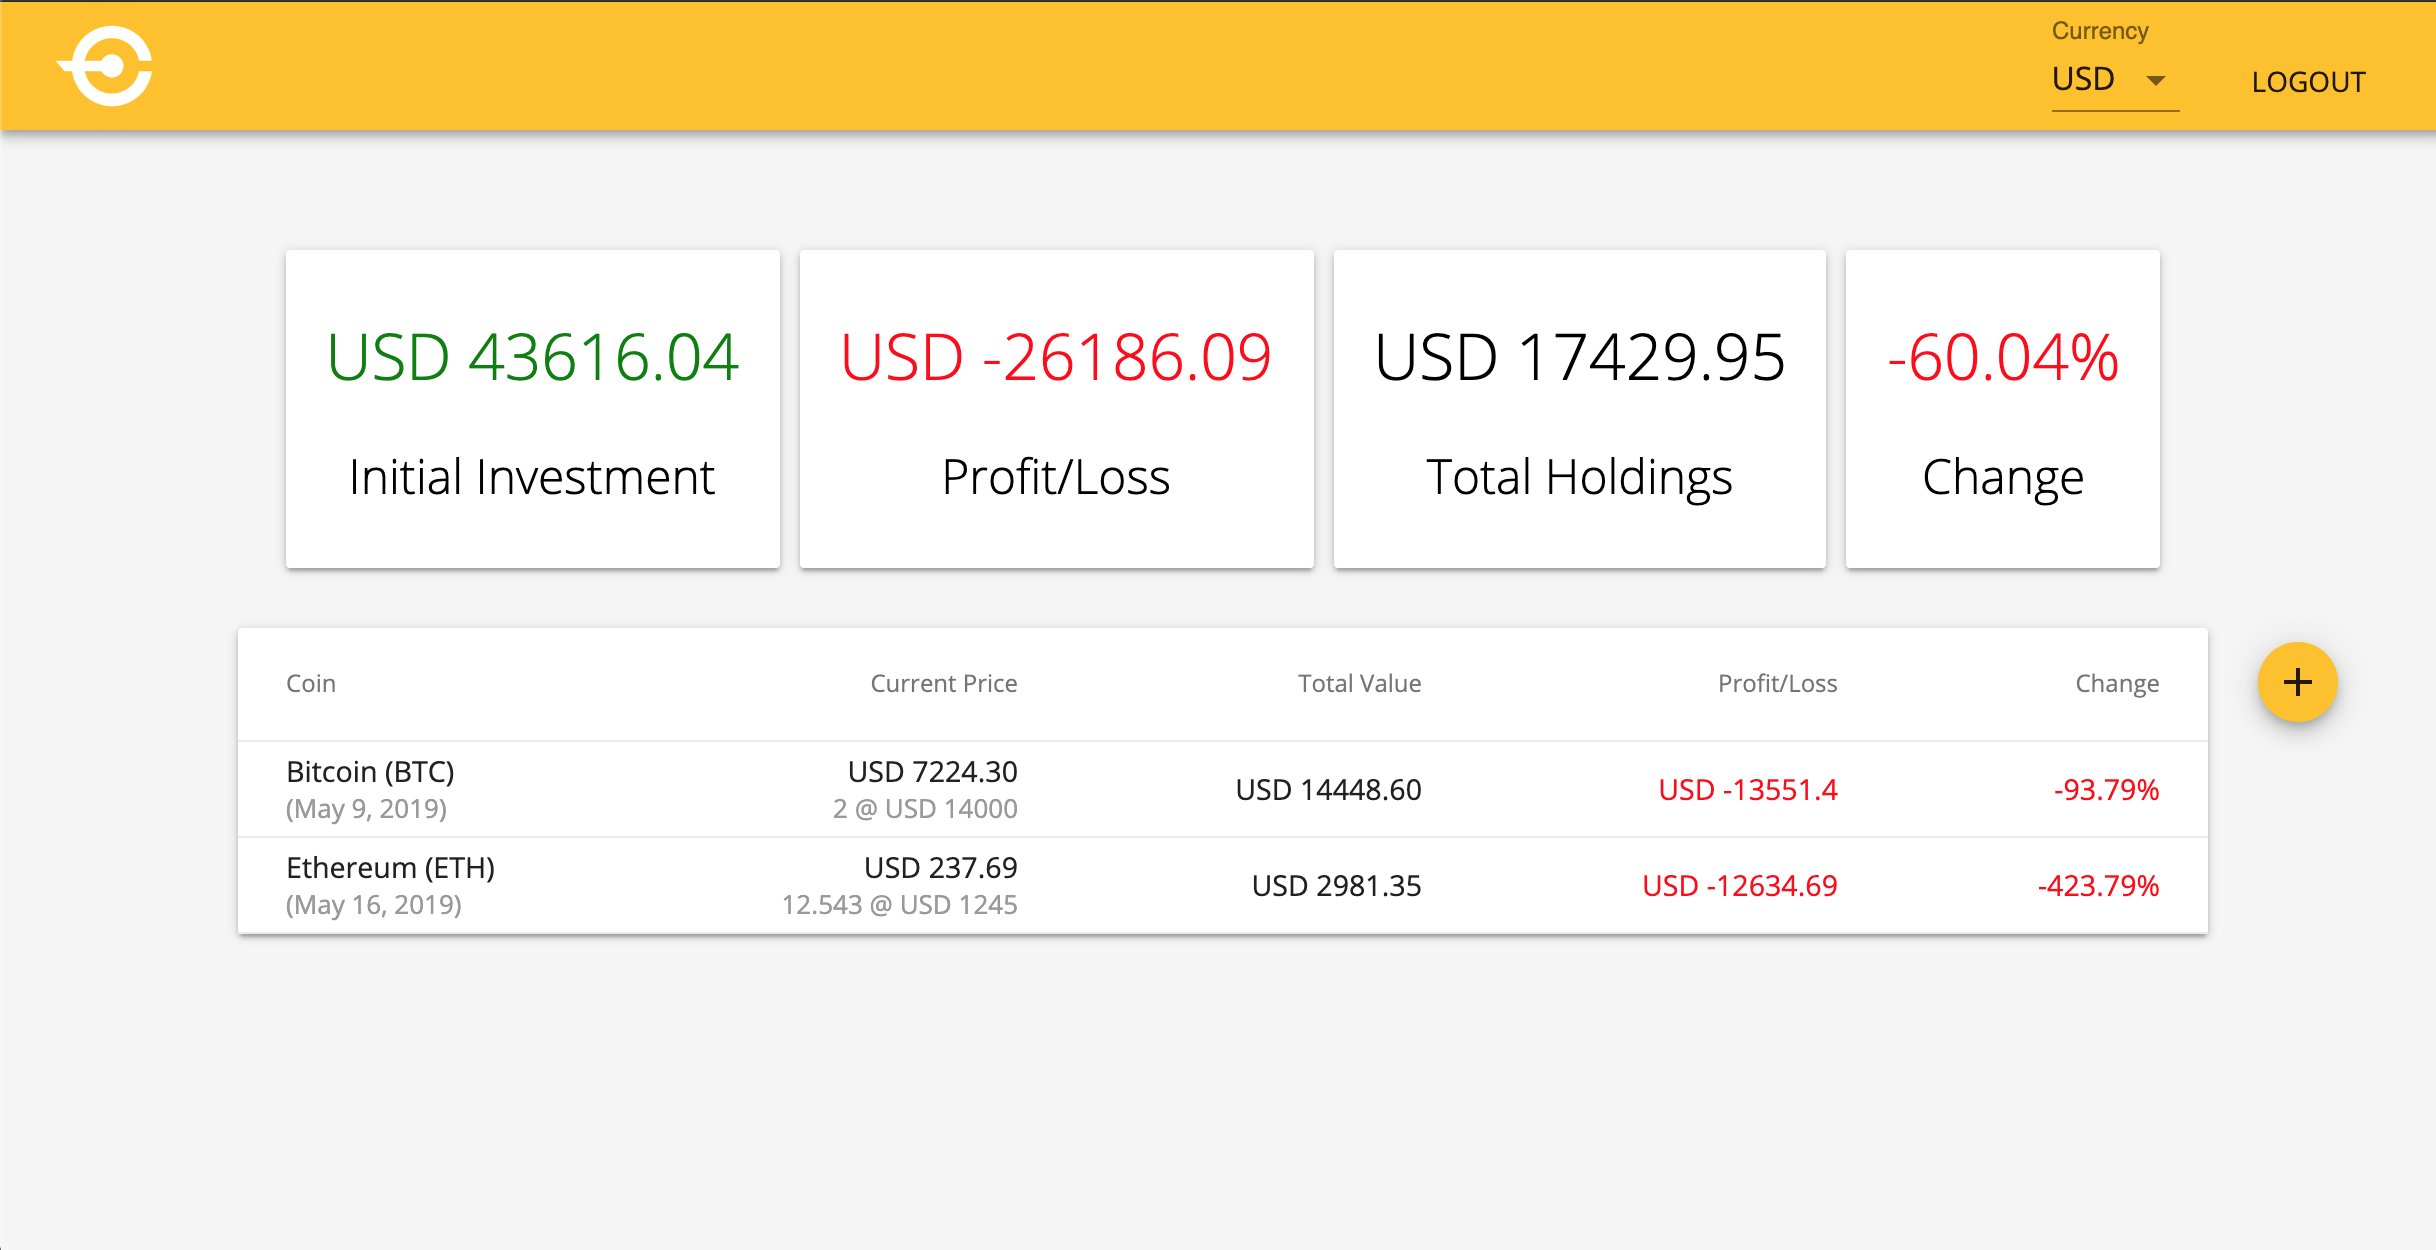 Currency
USD
LOGOUT
USD 43616.04
Initial Investment
USD -26186.09
Profit/Loss
USD 17429.95
Total Holdings
-60.04%
Change
Coin Current Price Total Value Profit/Loss Change
Bitcoin (BTC) USD 7224.30
(May 9, 2019) 2 @ USD 14000
USD 14448.60 USD -13551.4 -93.79%
Ethereum (ETH) USD 237.69
(May 16, 2019) 12.543 @ USD 1245
USD 2981.35 USD -12634.69 -423.79%